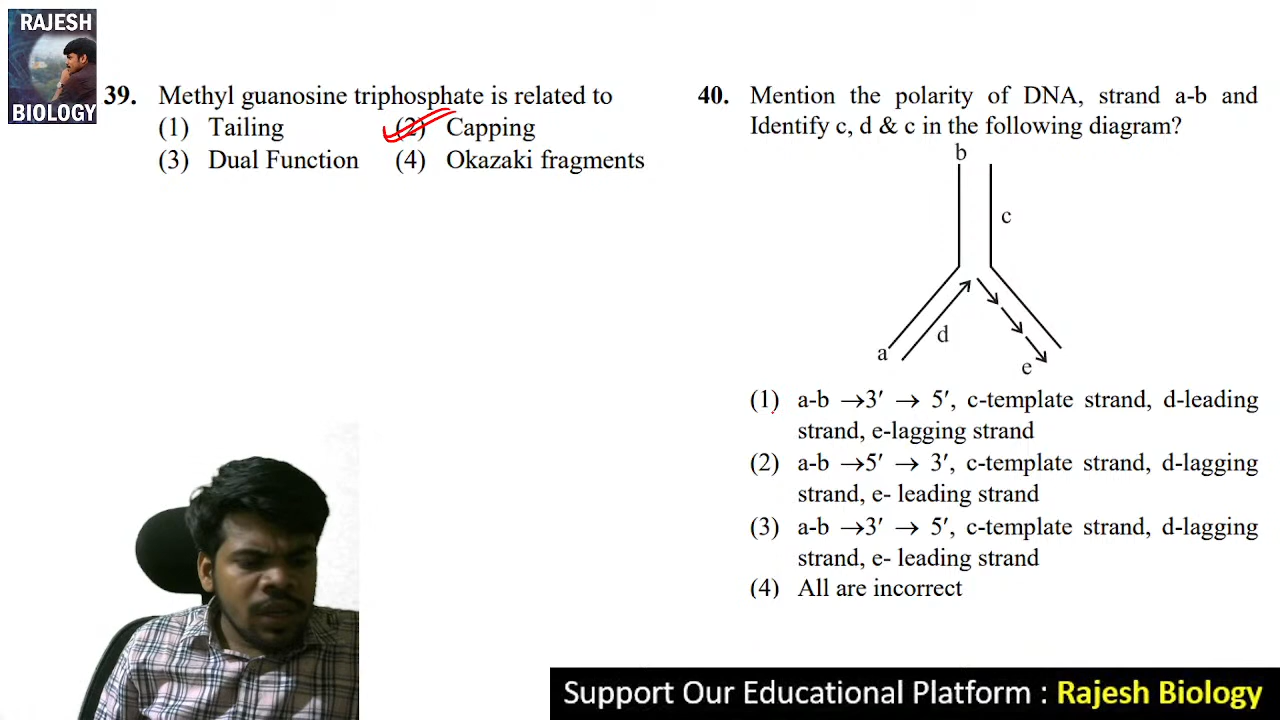 RAJESH
BIOLOGY
39. Methyl guanosine triphosphate is related to
(1) Tailing (2) Capping
(3) Dual Function (4) Okazaki fragments
40. Mention the polarity of DNA, strand a-b and
Identify c, d & c in the following diagram?
b
c
d
a
e
(1) a-b →3′ → 5′, c-template strand, d-leading
strand, e-lagging strand
(2) a-b →5′ → 3′, c-template strand, d-lagging
strand, e- leading strand
(3) a-b →3′ → 5′, c-template strand, d-lagging
strand, e- leading strand
(4) All are incorrect
Support Our Educational Platform : Rajesh Biology